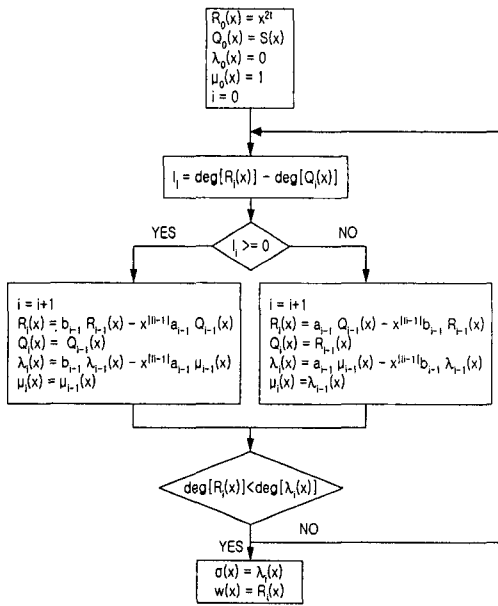 R₀(x) = x²ᵗ
Q₀(x) = S(x)
λ₀(x) = 0
μ₀(x) = 1
i = 0
lᵢ = deg[Rᵢ(x)] - deg[Qᵢ(x)]
YES
NO
lᵢ >= 0
i = i+1
Rᵢ(x) = bᵢ₋₁ Rᵢ₋₁(x) - x^|li-1| aᵢ₋₁ Qᵢ₋₁(x)
Qᵢ(x) = Qᵢ₋₁(x)
λᵢ(x) = bᵢ₋₁ λᵢ₋₁(x) - x^|li-1| aᵢ₋₁ μᵢ₋₁(x)
μᵢ(x) = μᵢ₋₁(x)
i = i+1
Rᵢ(x) = aᵢ₋₁ Qᵢ₋₁(x) - x^|li-1| bᵢ₋₁ Rᵢ₋₁(x)
Qᵢ(x) = Rᵢ₋₁(x)
λᵢ(x) = aᵢ₋₁ μᵢ₋₁(x) - x^|li-1| bᵢ₋₁ λᵢ₋₁(x)
μᵢ(x) = λᵢ₋₁(x)
deg[Rᵢ(x)] < deg[λᵢ(x)]
NO
YES
σ(x) = λᵢ(x)
w(x) = Rᵢ(x)